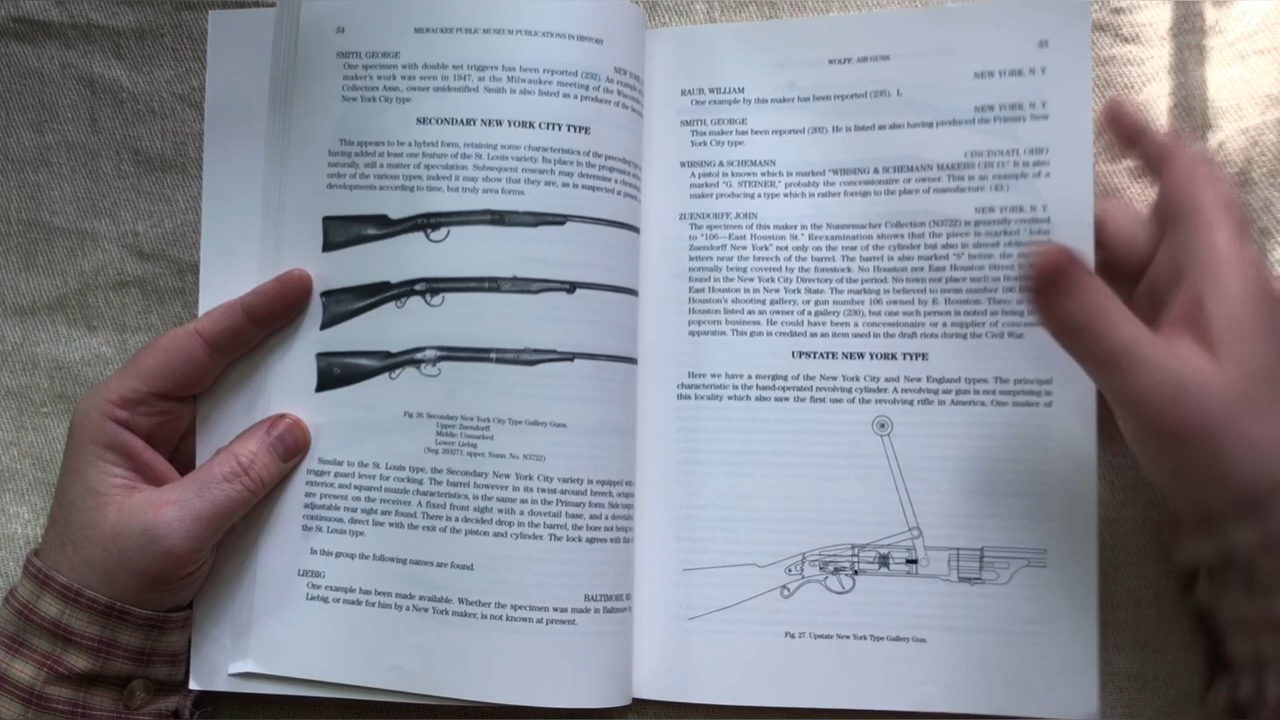 54
MILWAUKEE PUBLIC MUSEUM PUBLICATIONS IN HISTORY
SMITH, GEORGE
NEW YORK,
One specimen with double set triggers has been reported (232). An example of
maker's work was seen in 1947, at the Milwaukee meeting of the Wisconsin
Collectors Assn., owner unidentified. Smith is also listed as a producer of the
New York City type.
SECONDARY NEW YORK CITY TYPE
This appears to be a hybrid form, retaining some characteristics of the preceding
having added at least one feature of the St. Louis variety. Its place in the progression
naturally, still a matter of speculation. Subsequent research may determine a
order of the various types; indeed it may show that they are, as is suspected at present,
developments according to time, but truly area forms.
Fig. 26. Secondary New York City Type Gallery Guns.
Upper: Zuendorff
Middle: Unmarked
Lower: Liebig
(Neg. 203271; upper, Nunn. No. N3722)
Similar to the St. Louis type, the Secondary New York City variety is equipped
trigger guard lever for cocking. The barrel however in its twist-around breech,
exterior, and squared muzzle characteristics, is the same as in the Primary form. Side
are present on the receiver. A fixed front sight with a dovetail base, and a
adjustable rear sight are found. There is a decided drop in the barrel, the bore not
continuous, direct line with the exit of the piston and cylinder. The lock agrees with
the St. Louis type.
In this group the following names are found.
LIEBIG
BALTIMORE,
One example has been made available. Whether the specimen was made in Baltimore
Liebig, or made for him by a New York maker, is not known at present.
WOLFF: AIR GUNS
55
NEW YORK, N. Y.
RAUB, WILLIAM
One example by this maker has been reported (235).
NEW YORK, N. Y.
SMITH, GEORGE
This maker has been reported (202). He is listed as also having produced the Primary New
York City type.
CINCINNATI, OHIO
WIRSING & SCHEMANN
A pistol is known which is marked "WIRSING & SCHEMANN MAKERS It is also
marked "G. STEINER," probably the concessionaire or owner. This is an example of a
maker producing a type which is rather foreign to the place of manufacture.
NEW YORK, N. Y.
ZUENDORFF, JOHN
The specimen of this maker in the Nunnemacher Collection (N3722) is generally credited
to "106—East Houston St." Reexamination shows that the piece is marked "John
Zuendorff New York" not only on the rear of the cylinder but also in almost
letters near the breech of the barrel. The barrel is also marked "5" below, the
normally being covered by the forestock. No Houston nor East Houston Street
found in the New York City Directory of the period. No town nor place such as
East Houston is in New York State. The marking is believed to mean number 106
Houston's shooting gallery, or gun number 106 owned by E. Houston. There
Houston listed as an owner of a gallery (230), but one such person is noted as being
popcorn business. He could have been a concessionaire or a supplier of
apparatus. This gun is credited as an item used in the draft riots during the Civil War.
UPSTATE NEW YORK TYPE
Here we have a merging of the New York City and New England types. The principal
characteristic is the hand-operated revolving cylinder. A revolving air gun is not surprising in
this locality which also saw the first use of the revolving rifle in America. One maker of
Fig. 27. Upstate New York Type Gallery Gun.